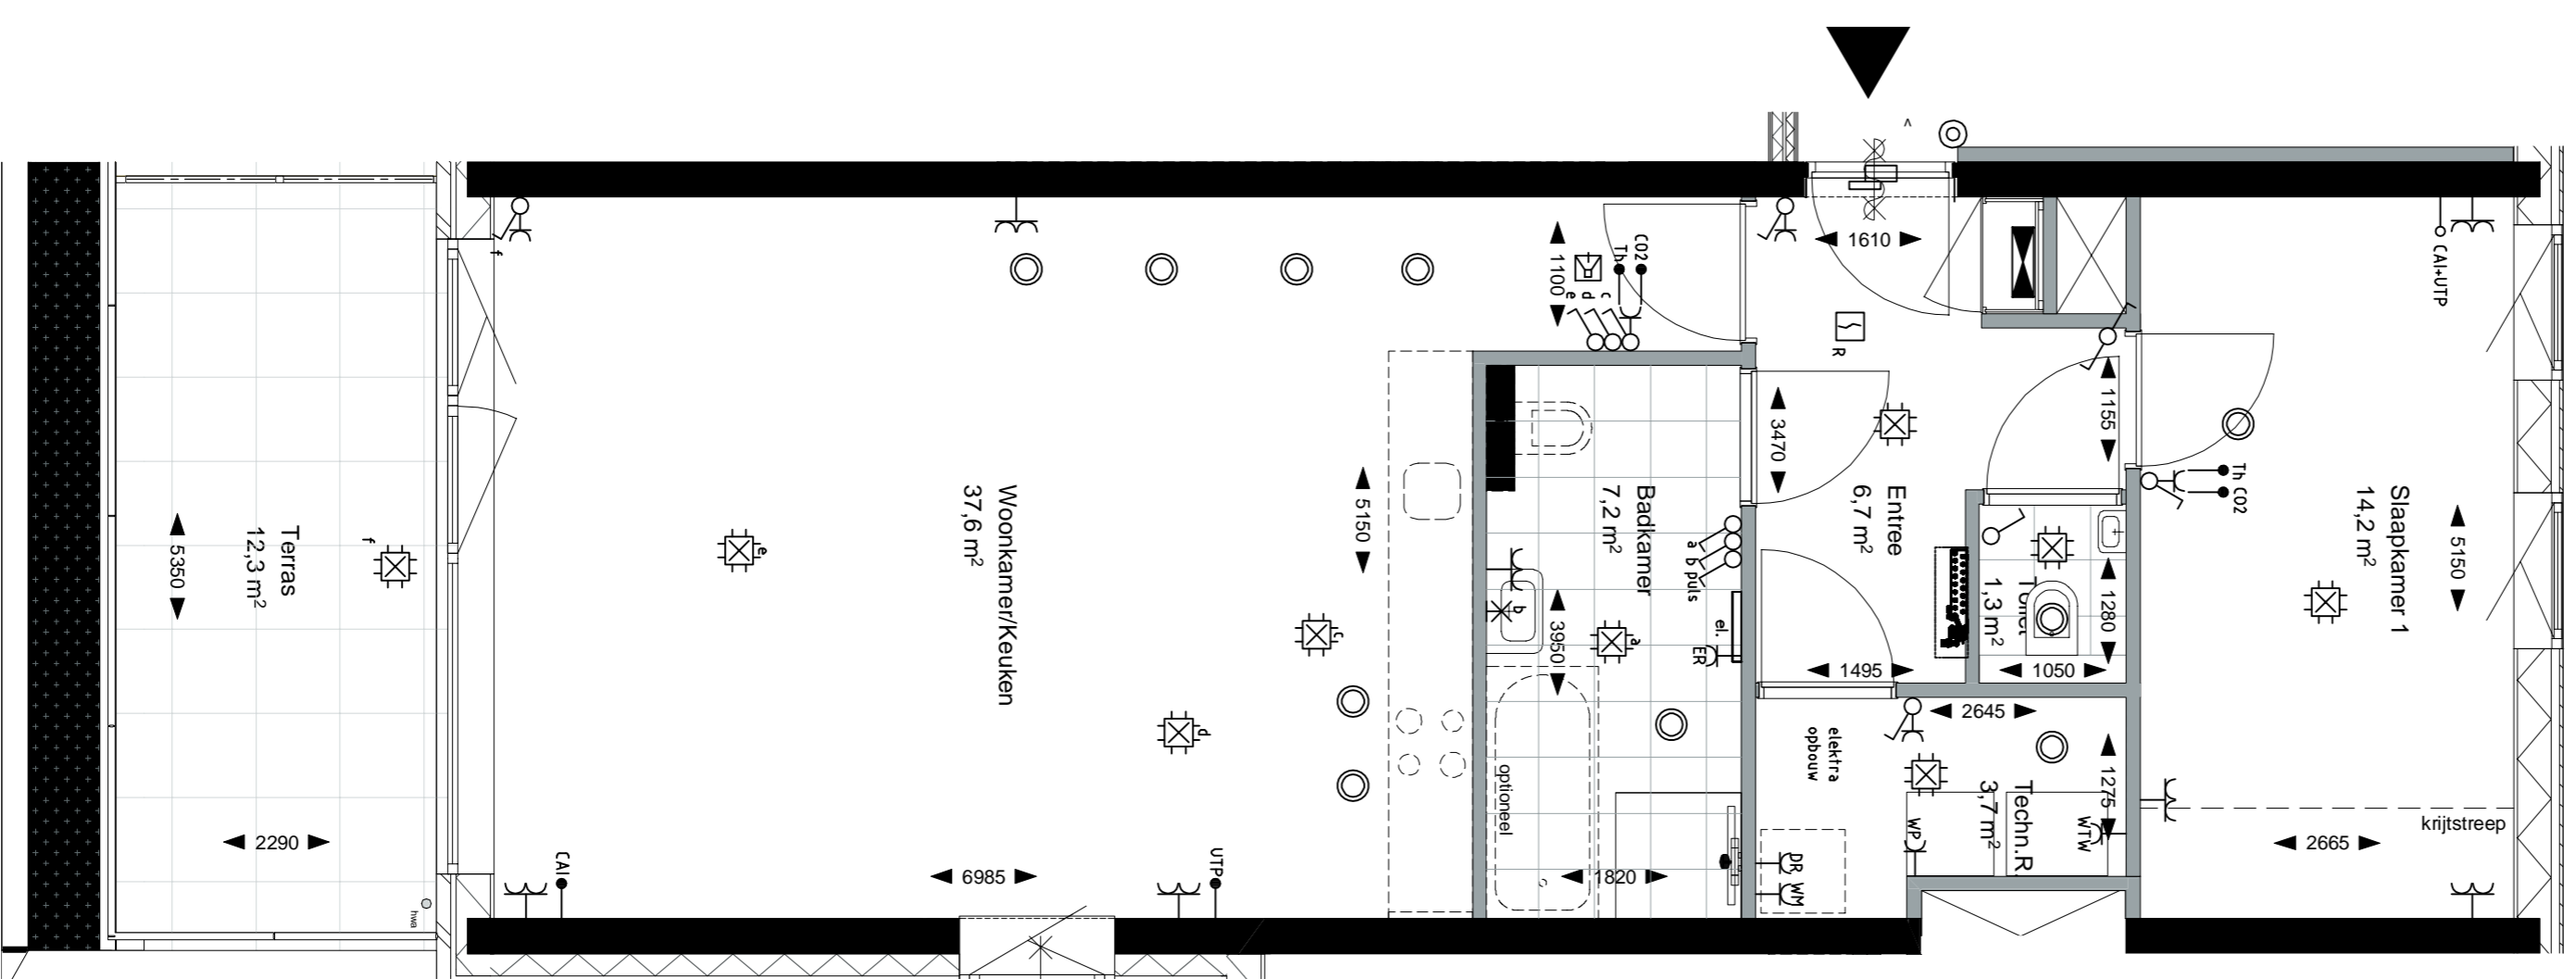 Terras
12,3 m²
5350
2290
hwa
f
f
CAI
Woonkamer/Keuken
37,6 m²
e
d
c
6985
UTP
5150
1100
Th
CO2
e
d
c
Badkamer
7,2 m²
a b puls
b
a
3950
el.
ER
optioneel
1820
1610
R
3470
Entree
6,7 m²
1495
elektra
opbouw
DR WM
1155
Toilet
1,3 m²
1280
1050
2645
Techn.R.
3,7 m²
1275
WP
WTW
CAI+UTP
Th CO2
Slaapkamer 1
14,2 m²
5150
krijtstreep
2665